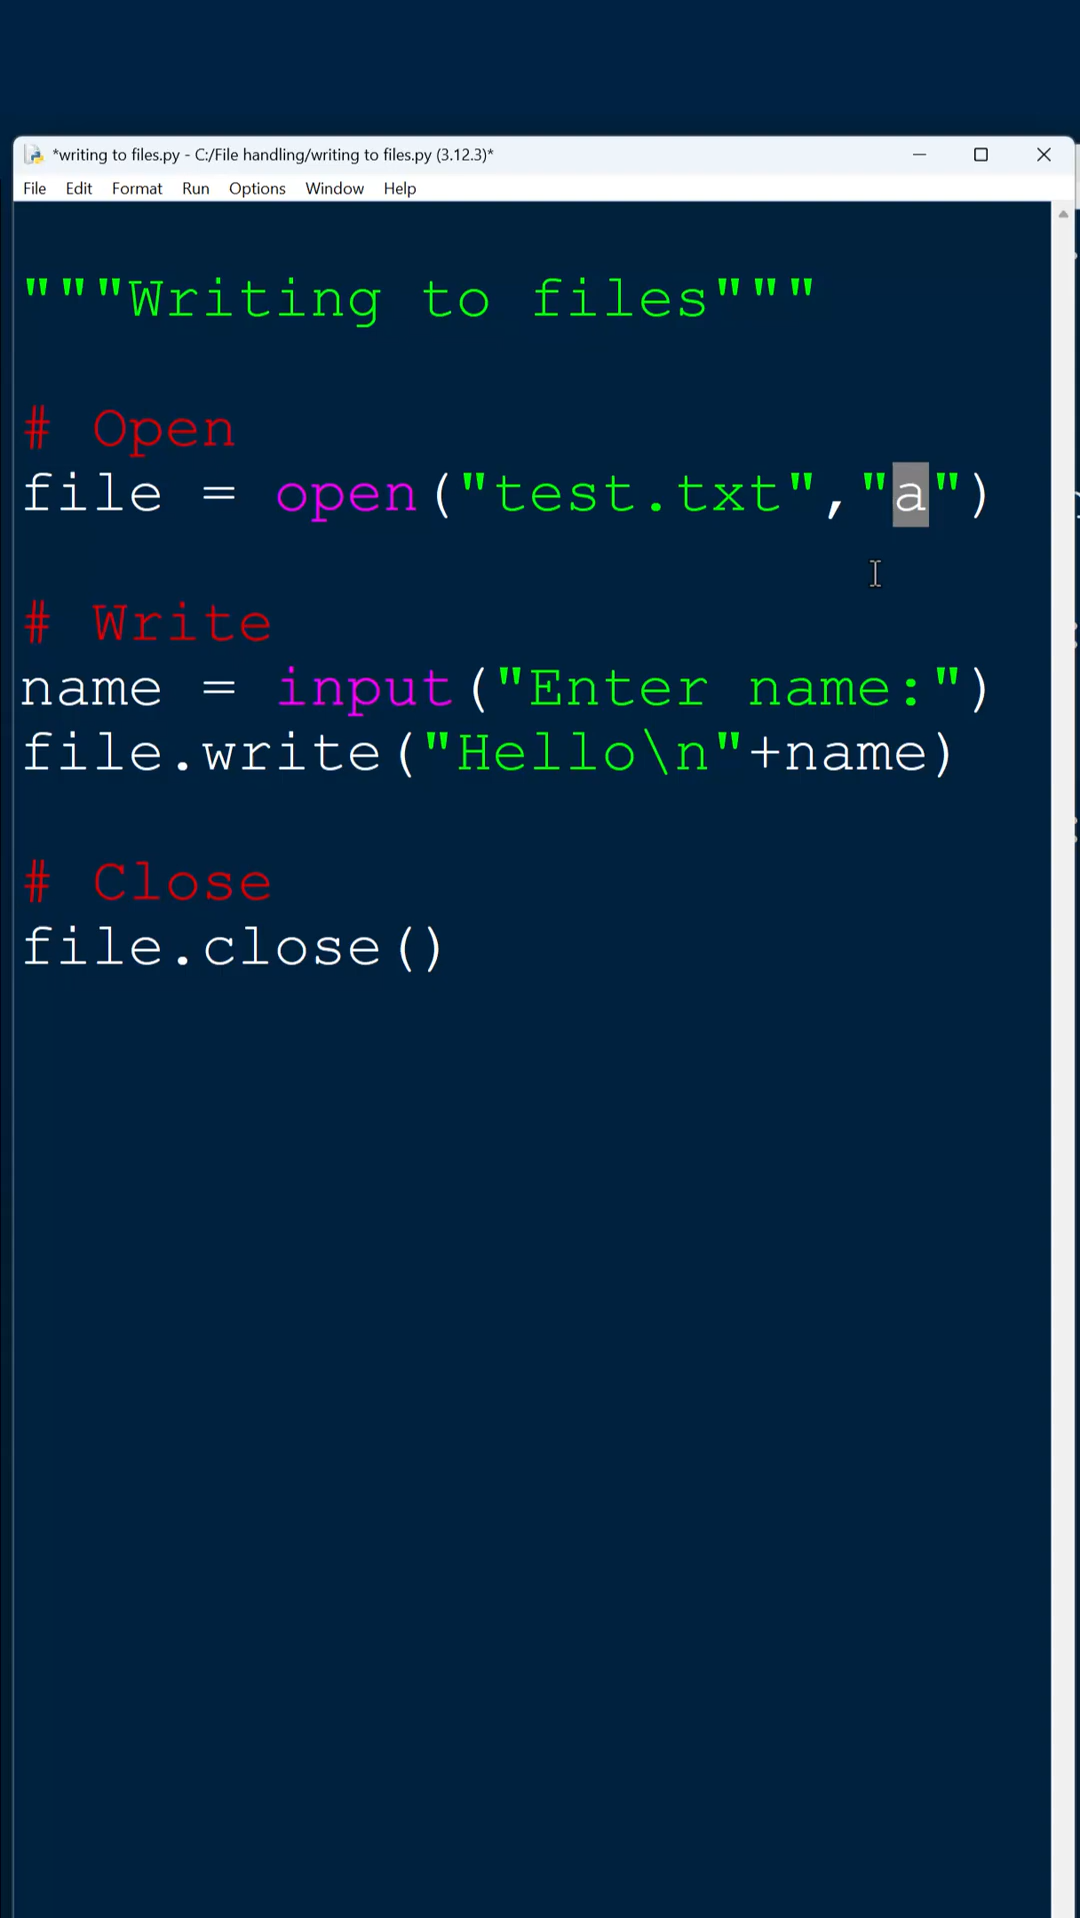 *writing to files.py - C:/File handling/writing to files.py (3.12.3)*
File Edit Format Run Options Window Help
"""Writing to files"""
# Open
file = open("test.txt","a")
# Write
name = input("Enter name:")
file.write("Hello\n"+name)
# Close
file.close()